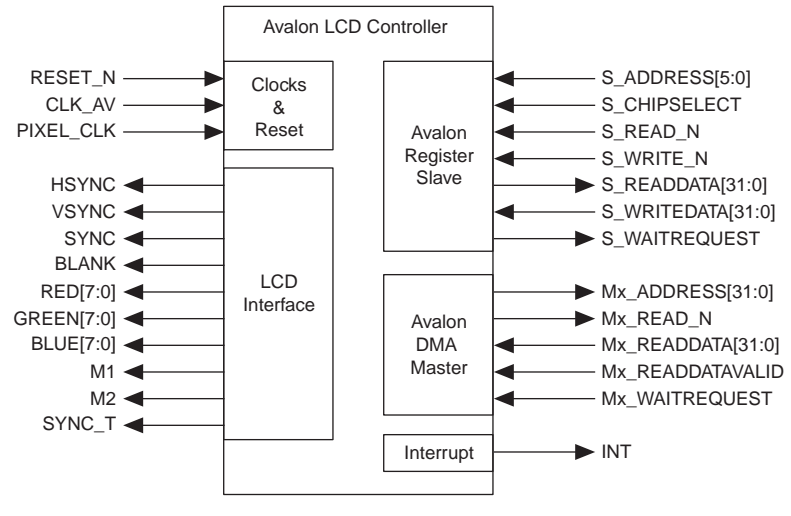 Avalon LCD Controller
RESET_N
CLK_AV
PIXEL_CLK
Clocks
&
Reset
HSYNC
VSYNC
SYNC
BLANK
RED[7:0]
GREEN[7:0]
BLUE[7:0]
M1
M2
SYNC_T
LCD
Interface
Avalon
Register
Slave
S_ADDRESS[5:0]
S_CHIPSELECT
S_READ_N
S_WRITE_N
S_READDATA[31:0]
S_WRITEDATA[31:0]
S_WAITREQUEST
Avalon
DMA
Master
Mx_ADDRESS[31:0]
Mx_READ_N
Mx_READDATA[31:0]
Mx_READDATAVALID
Mx_WAITREQUEST
Interrupt
INT